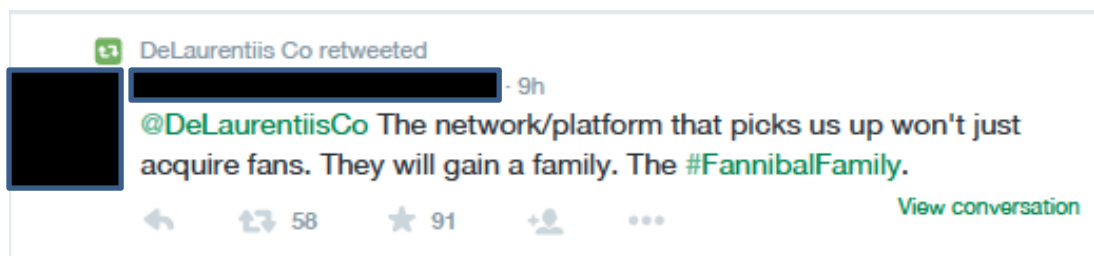 DeLaurentiis Co retweeted
· 9h
@DeLaurentiisCo The network/platform that picks us up won't just
acquire fans. They will gain a family. The #FannibalFamily.
58 91 View conversation